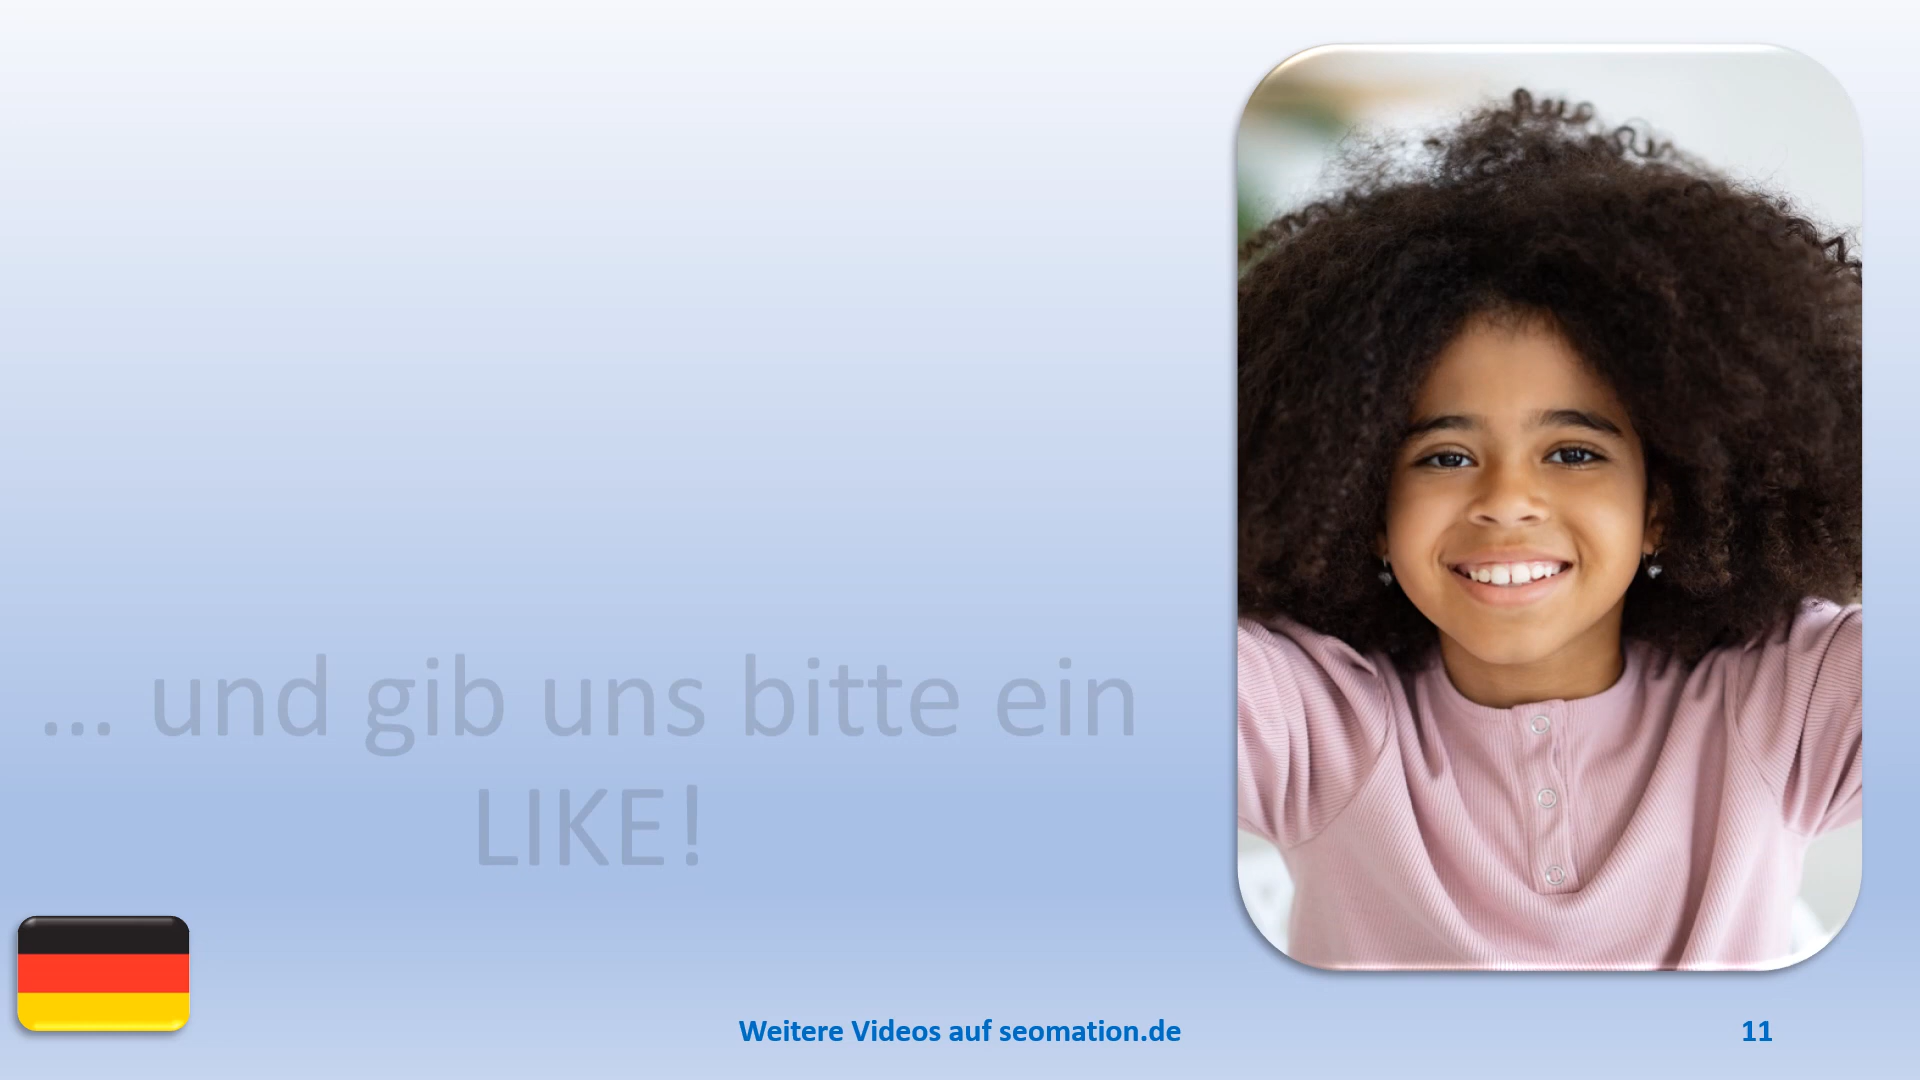 ... und gib uns bitte ein
LIKE!
Weitere Videos auf seomation.de
11